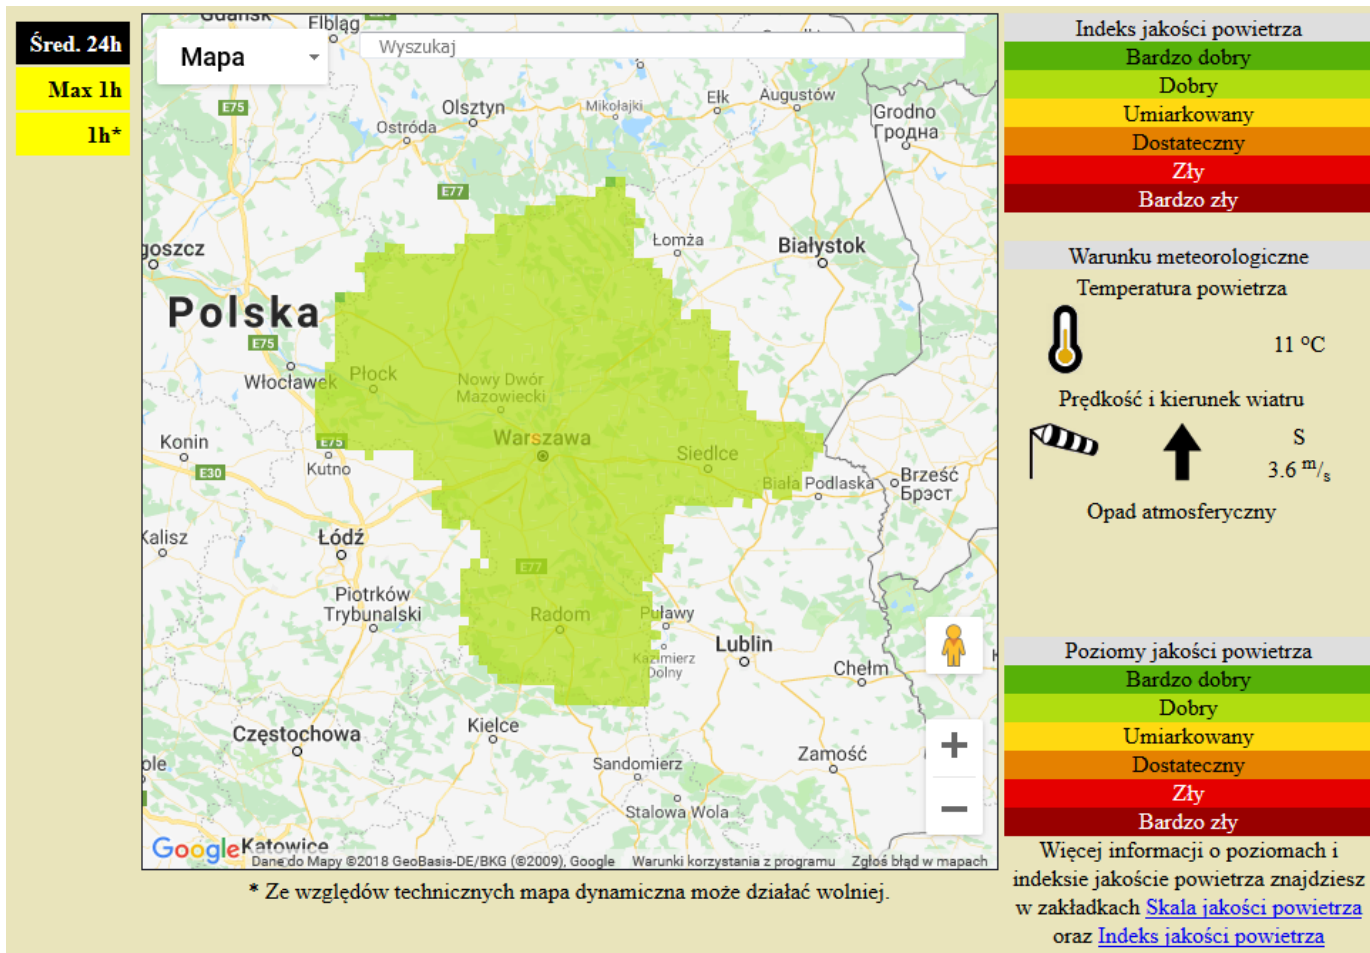 Śred. 24h
Max 1h
1h*
Mapa
Wyszukaj
Gdańsk
Elbląg
E75
Olsztyn
Ostróda
Mikołajki
Ełk
Augustów
Grodno
Гродна
E77
Łomża
Białystok
goszcz
Polska
E75
Włocławek
Płock
Nowy Dwór
Mazowiecki
Konin
E30
E75
Kutno
Warszawa
Siedlce
Biała Podlaska
Brześć
Брэст
Kalisz
Łódź
E77
Piotrków
Trybunalski
Radom
Puławy
Kazimierz
Dolny
Lublin
Chełm
Częstochowa
Kielce
Sandomierz
Zamość
Stalowa Wola
ole
Katowice
Google
Dane do Mapy ©2018 GeoBasis-DE/BKG (©2009), Google
Warunki korzystania z programu
Zgłoś błąd w mapach
* Ze względów technicznych mapa dynamiczna może działać wolniej.
Indeks jakości powietrza
Bardzo dobry
Dobry
Umiarkowany
Dostateczny
Zły
Bardzo zły
Warunku meteorologiczne
Temperatura powietrza
11 °C
Prędkość i kierunek wiatru
S
3.6 m/s
Opad atmosferyczny
Poziomy jakości powietrza
Bardzo dobry
Dobry
Umiarkowany
Dostateczny
Zły
Bardzo zły
Więcej informacji o poziomach i
indeksie jakoście powietrza znajdziesz
w zakładkach Skala jakości powietrza
oraz Indeks jakości powietrza